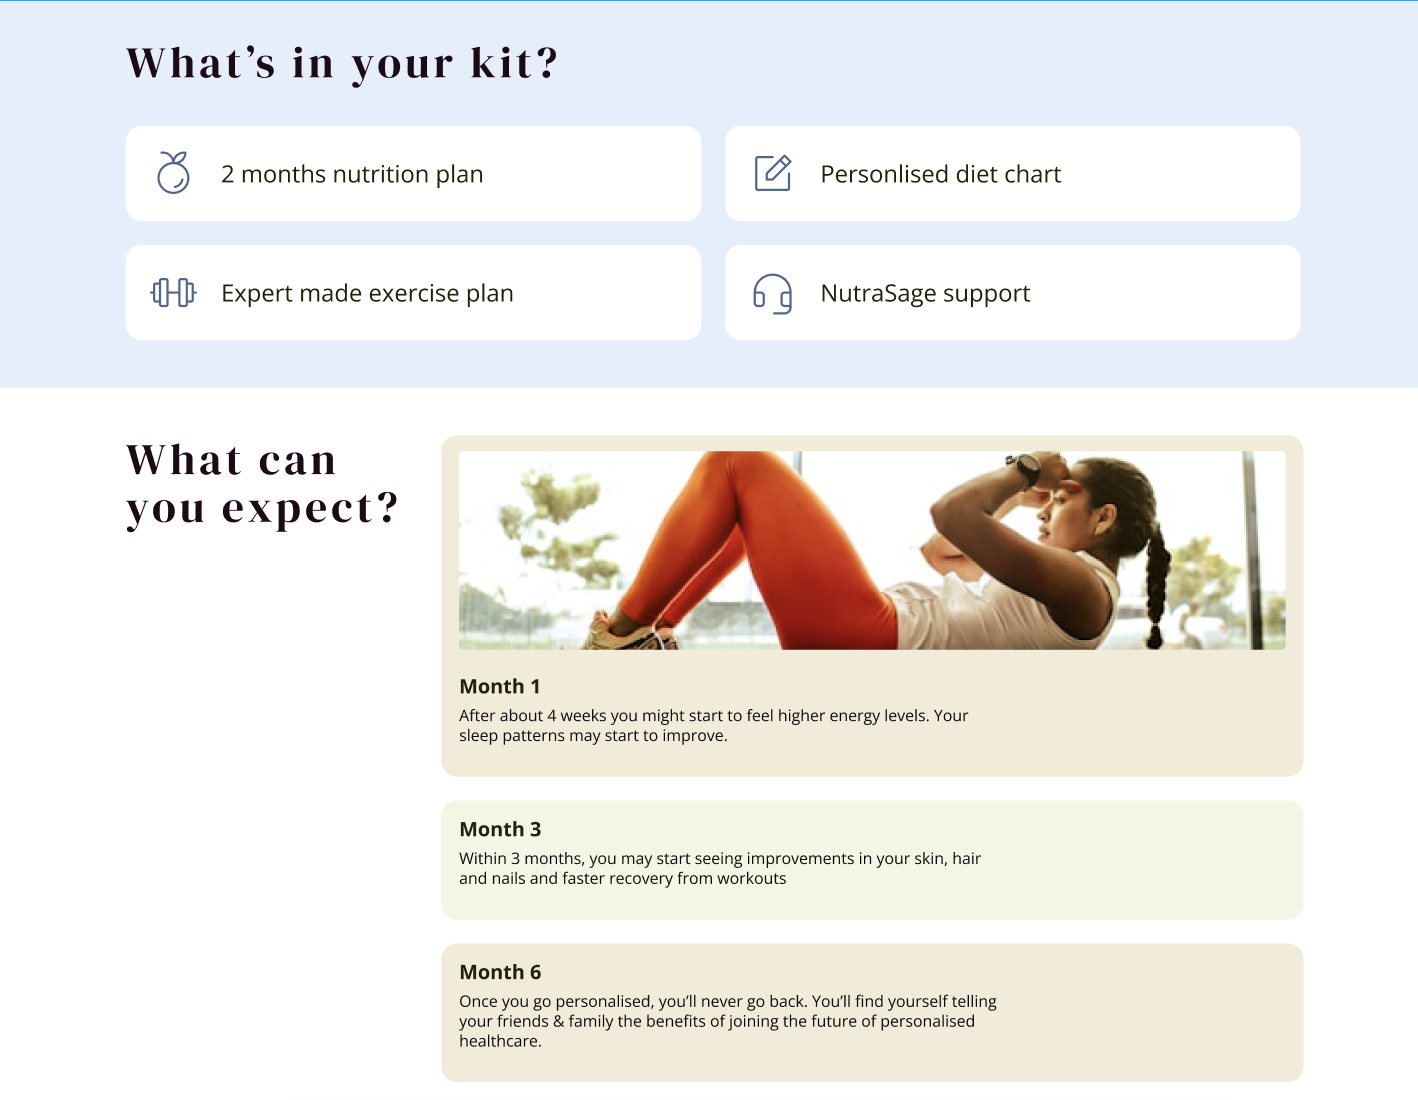 What’s in your kit?
2 months nutrition plan
Personlised diet chart
Expert made exercise plan
NutraSage support
What can
you expect?
Month 1
After about 4 weeks you might start to feel higher energy levels. Your
sleep patterns may start to improve.
Month 3
Within 3 months, you may start seeing improvements in your skin, hair
and nails and faster recovery from workouts
Month 6
Once you go personalised, you’ll never go back. You’ll find yourself telling
your friends & family the benefits of joining the future of personalised
healthcare.